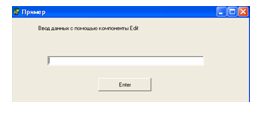 Пример
Ввод данных с помощью компоненты Edit
Enter